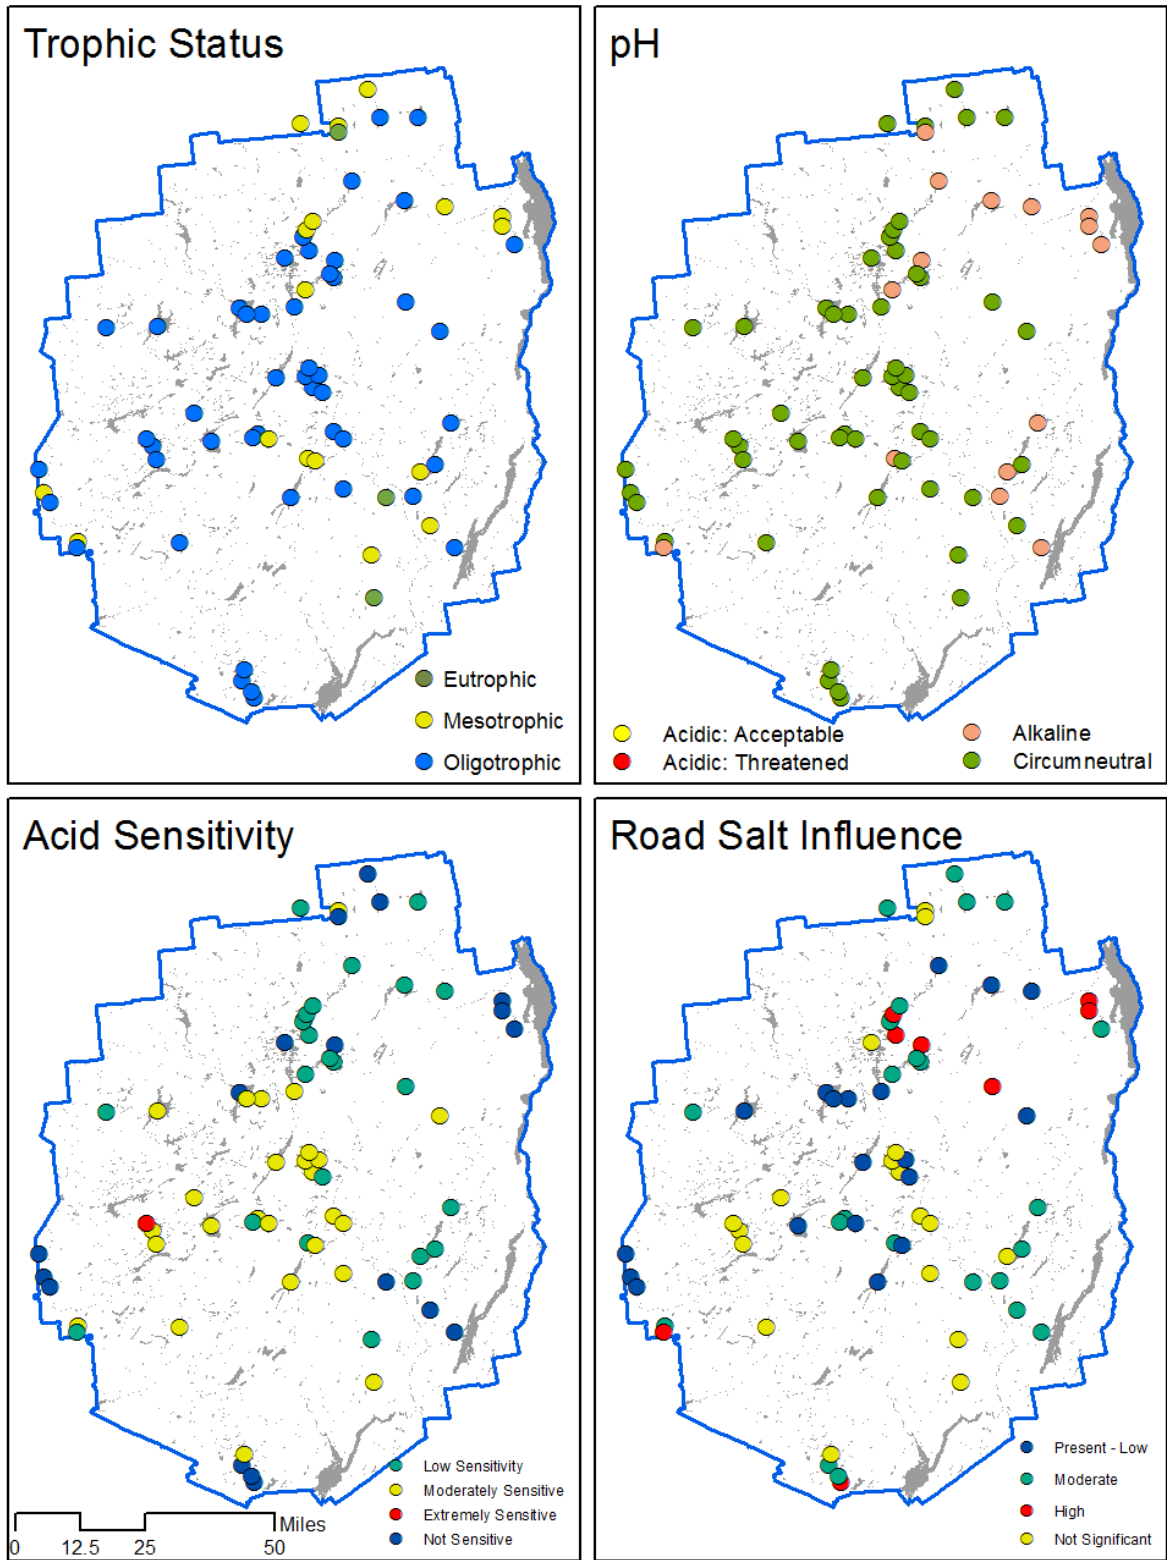 Trophic Status
Eutrophic
Mesotrophic
Oligotrophic
pH
Acidic: Acceptable
Acidic: Threatened
Alkaline
Circumneutral
Acid Sensitivity
Low Sensitivity
Moderately Sensitive
Extremely Sensitive
Not Sensitive
Miles
0 12.5 25 50
Road Salt Influence
Present - Low
Moderate
High
Not Significant